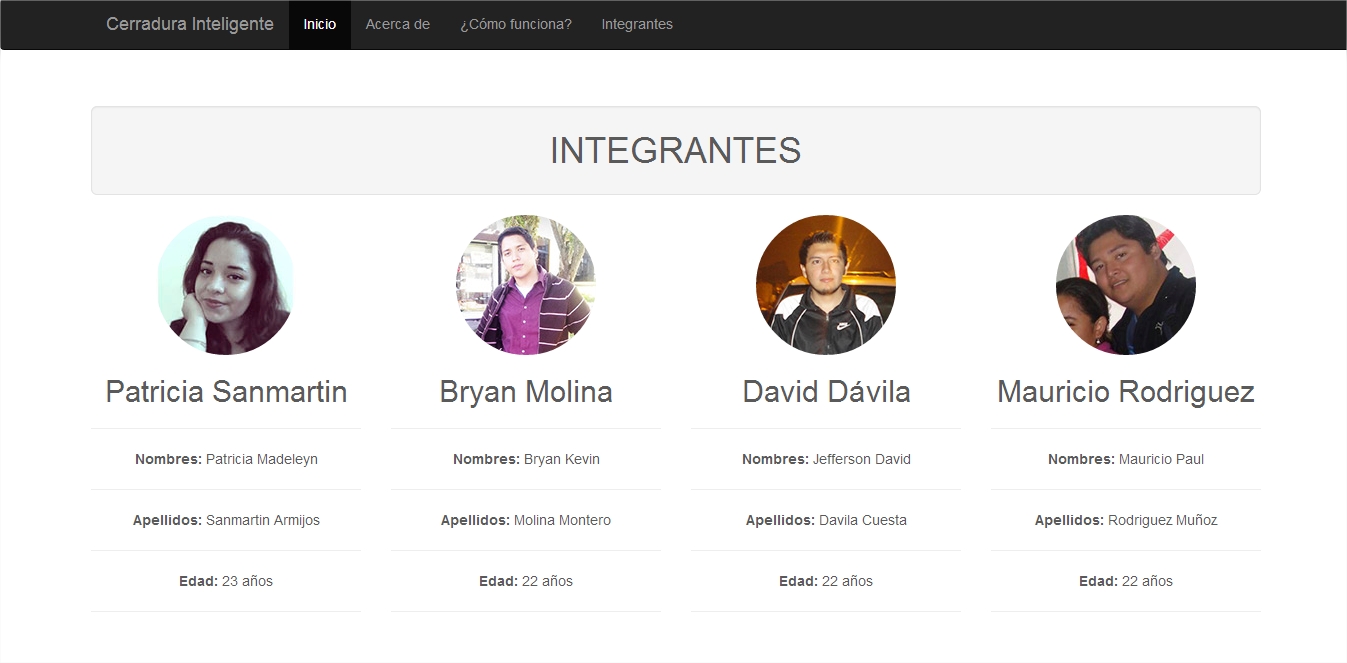 Cerradura Inteligente Inicio Acerca de ¿Cómo funciona? Integrantes
INTEGRANTES
Patricia Sanmartin Bryan Molina David Dávila Mauricio Rodriguez
Nombres: Patricia Madeleyn Nombres: Bryan Kevin Nombres: Jefferson David Nombres: Mauricio Paul
Apellidos: Sanmartin Armijos Apellidos: Molina Montero Apellidos: Davila Cuesta Apellidos: Rodriguez Muñoz
Edad: 23 años Edad: 22 años Edad: 22 años Edad: 22 años